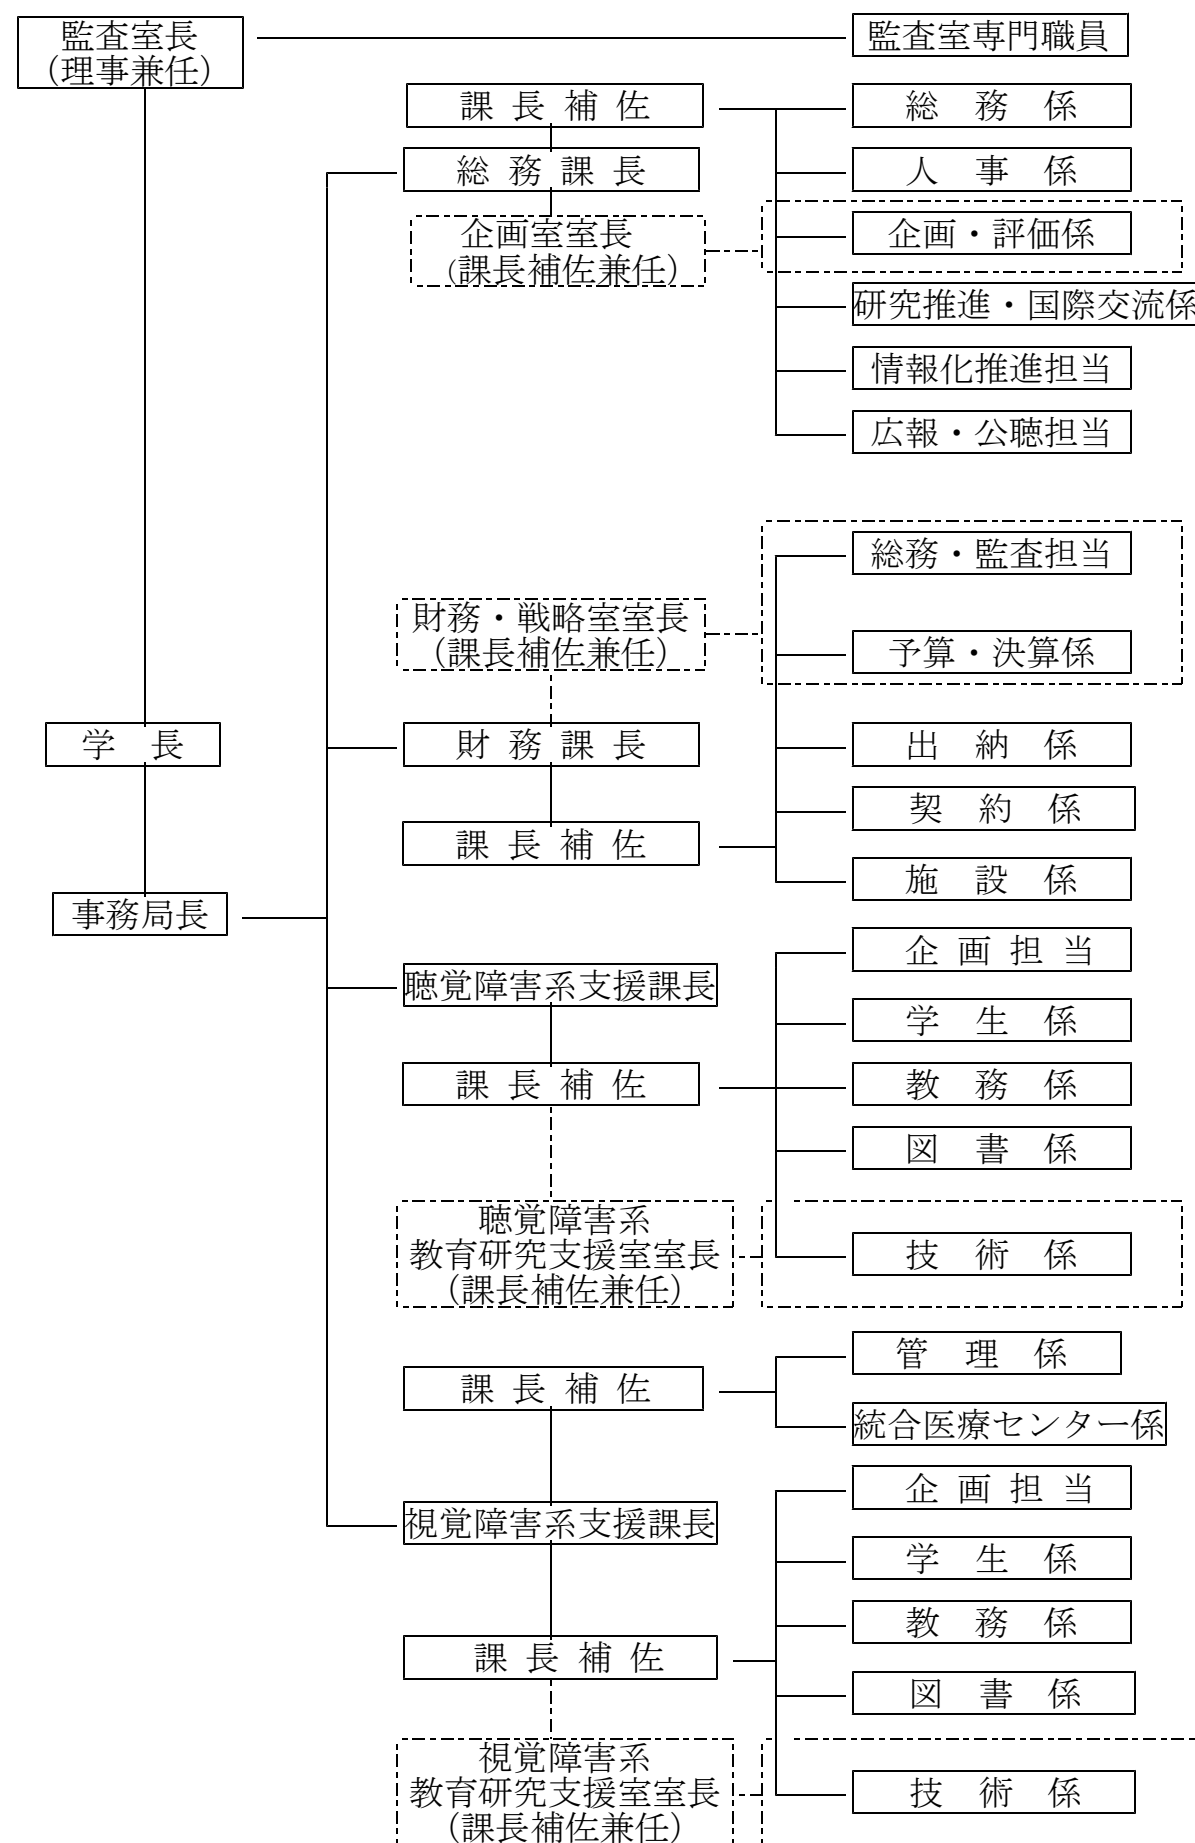 監査室長
(理事兼任)
監査室専門職員
課長補佐
総務係
総務課長
人事係
企画室室長
(課長補佐兼任)
企画・評価係
研究推進・国際交流係
情報化推進担当
広報・公聴担当
総務・監査担当
財務・戦略室室長
(課長補佐兼任)
予算・決算係
学長
財務課長
出納係
契約係
課長補佐
施設係
事務局長
企画担当
聴覚障害系支援課長
学生係
課長補佐
教務係
図書係
聴覚障害系
教育研究支援室室長
(課長補佐兼任)
技術係
管理係
課長補佐
統合医療センター係
企画担当
視覚障害系支援課長
学生係
教務係
課長補佐
図書係
視覚障害系
教育研究支援室室長
(課長補佐兼任)
技術係